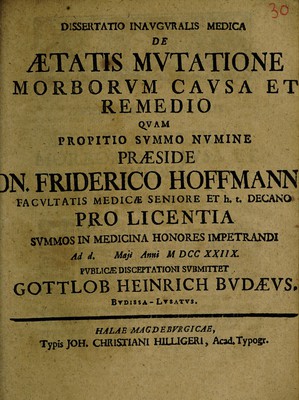 30
DISSERTATIO INAVGVRALIS MEDICA
DE
ÆTATIS MVTATIONE
MORBORVM CAVSA ET
REMEDIO
QVAM
PROPITIO SVMMO NVMINE
PRÆSIDE
ON. FRIDERICO HOFFMANN
FACVLTATIS MEDICÆ SENIORE ET h. t. DECANO
PRO LICENTIA
SVMMOS IN MEDICINA HONORES IMPETRANDI
Ad d. Maji Anni M DCC XXIIX.
PVBLICÆ DISCEPTATIONI SVBMITTET
GOTTLOB HEINRICH BVDÆVS.
BVDISSA-LVSATVS.
HALAE MAGDEBVRGICAE,
Typis JOH. CHRISTIANI HILLIGERI, Acad. Typogr.